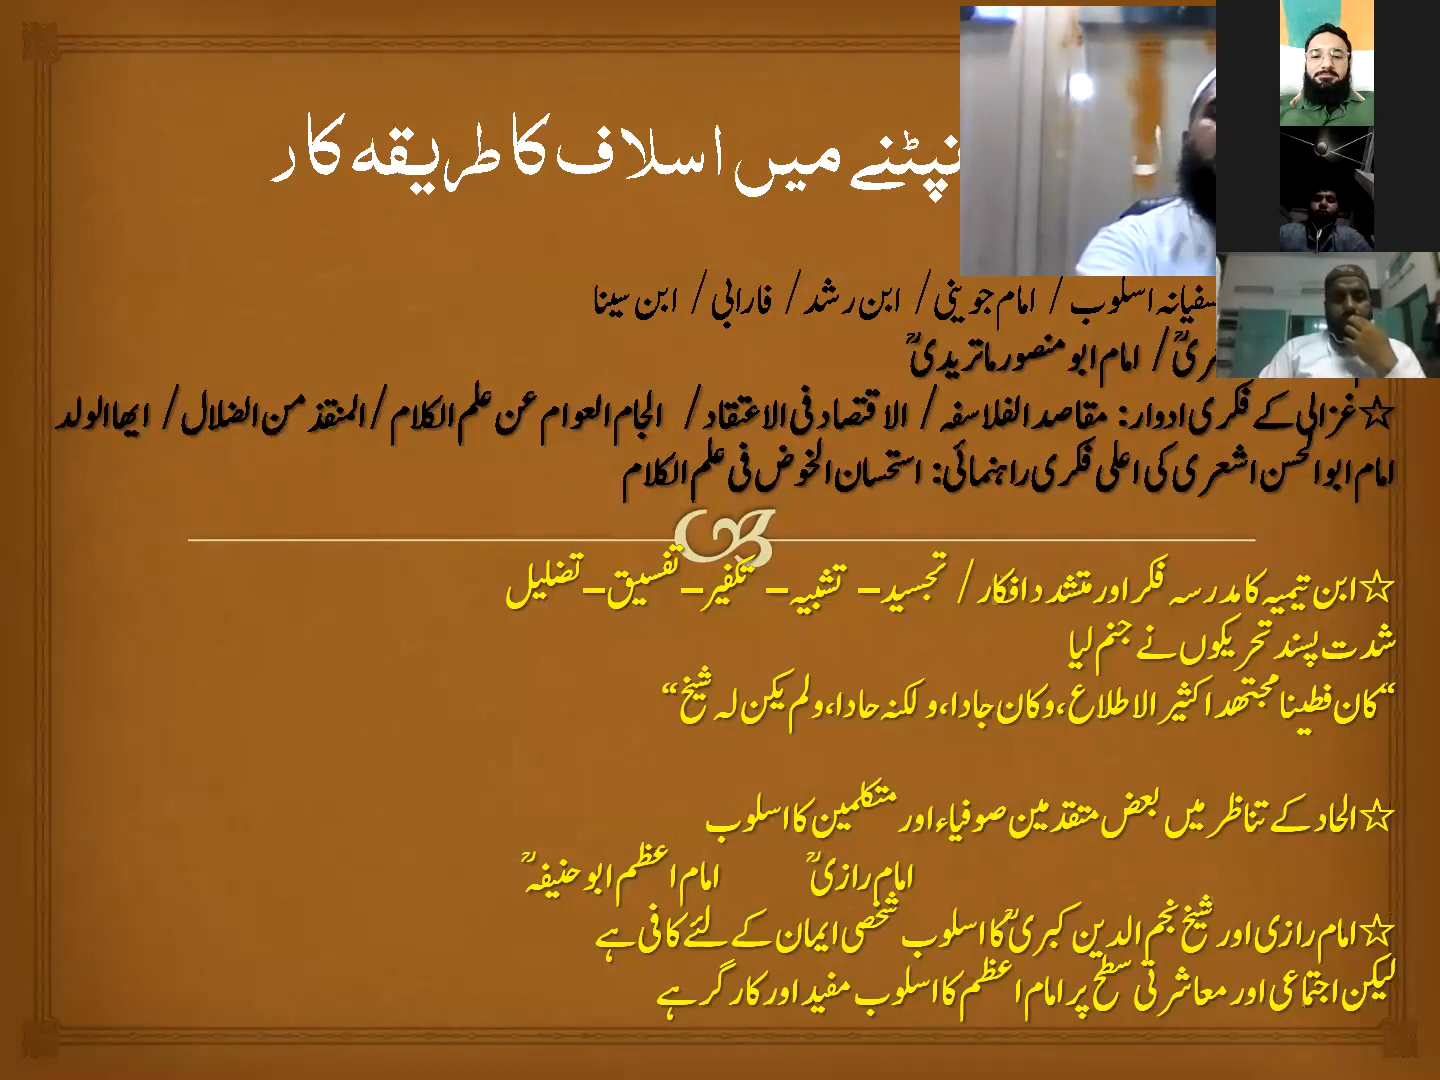 نپٹنے میں اسلاف کا طریقہ کار
اسلوب / امام جوینی / ابن رشد / فارابی / ابن سینا
/ امام ابو منصور ماتریدیؒ
☆غزالی کے فکری ادوار: مقاصد الفلاسفہ / الاقتصاد فی الاعتقاد / الجام العوام عن علم الکلام / المنقذ من الضلال / ایھا الولد
امام ابوالحسن اشعری کی اعلی فکری راہنمائی: استحسان الخوض فی علم الکلام
☆ابن تیمیہ کا مدرسہ فکر اور متشدد افکار / تجسید – تشبیہ – تکفیر – تفسیق – تضلیل
شدت پسند تحریکوں نے جنم لیا
“کان فطینا مجتھدا کثیر الاطلاع، وکان جادا، ولکنہ حادا، ولم یکن لہ شیخ“
☆الحاد کے تناظر میں بعض متقدمین صوفیاء اور متکلمین کا اسلوب
امام رازیؒ امام اعظم ابو حنیفہؒ
☆امام رازی اور شیخ نجم الدین کبریؒ کا اسلوب شخصی ایمان کے لئے کافی ہے
لیکن اجتماعی اور معاشرتی سطح پر امام اعظم کا اسلوب مفید اور کارگر ہے